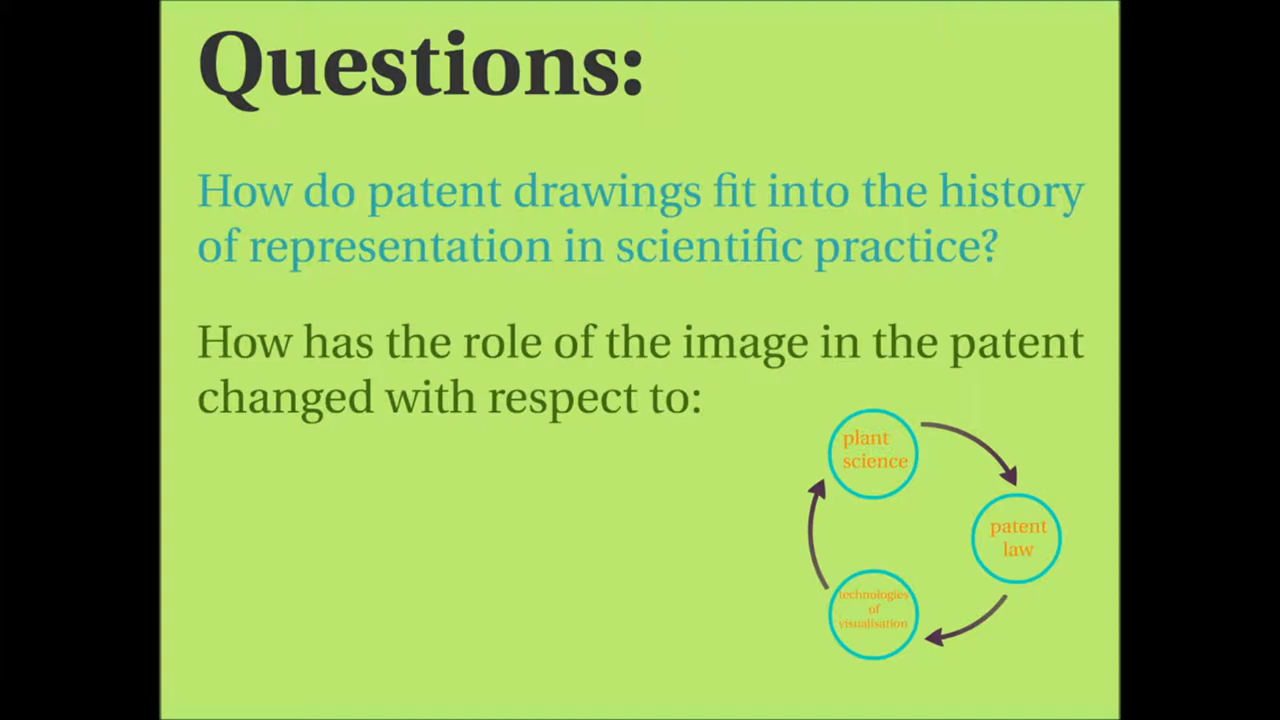 Questions:
How do patent drawings fit into the history
of representation in scientific practice?
How has the role of the image in the patent
changed with respect to:
plant
science
patent
law
technologies
of
visualisation